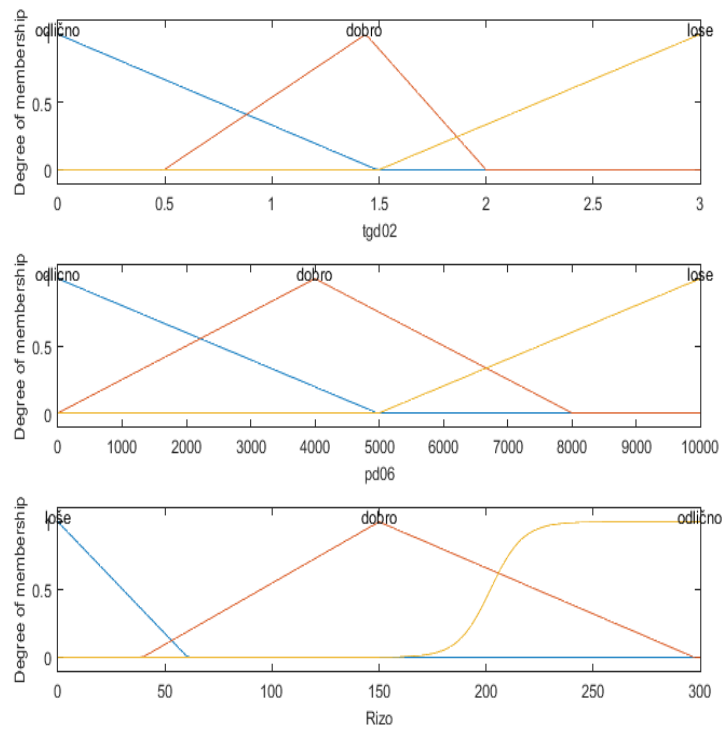 odlično dobro lose
1
0.5
0
Degree of membership
0 0.5 1 1.5 2 2.5 3
tgd02
odlicno dobro lose
1
0.5
0
Degree of membership
0 1000 2000 3000 4000 5000 6000 7000 8000 9000 10000
pd06
loše dobro odlično
1
0.5
0
Degree of membership
0 50 100 150 200 250 300
Rizo